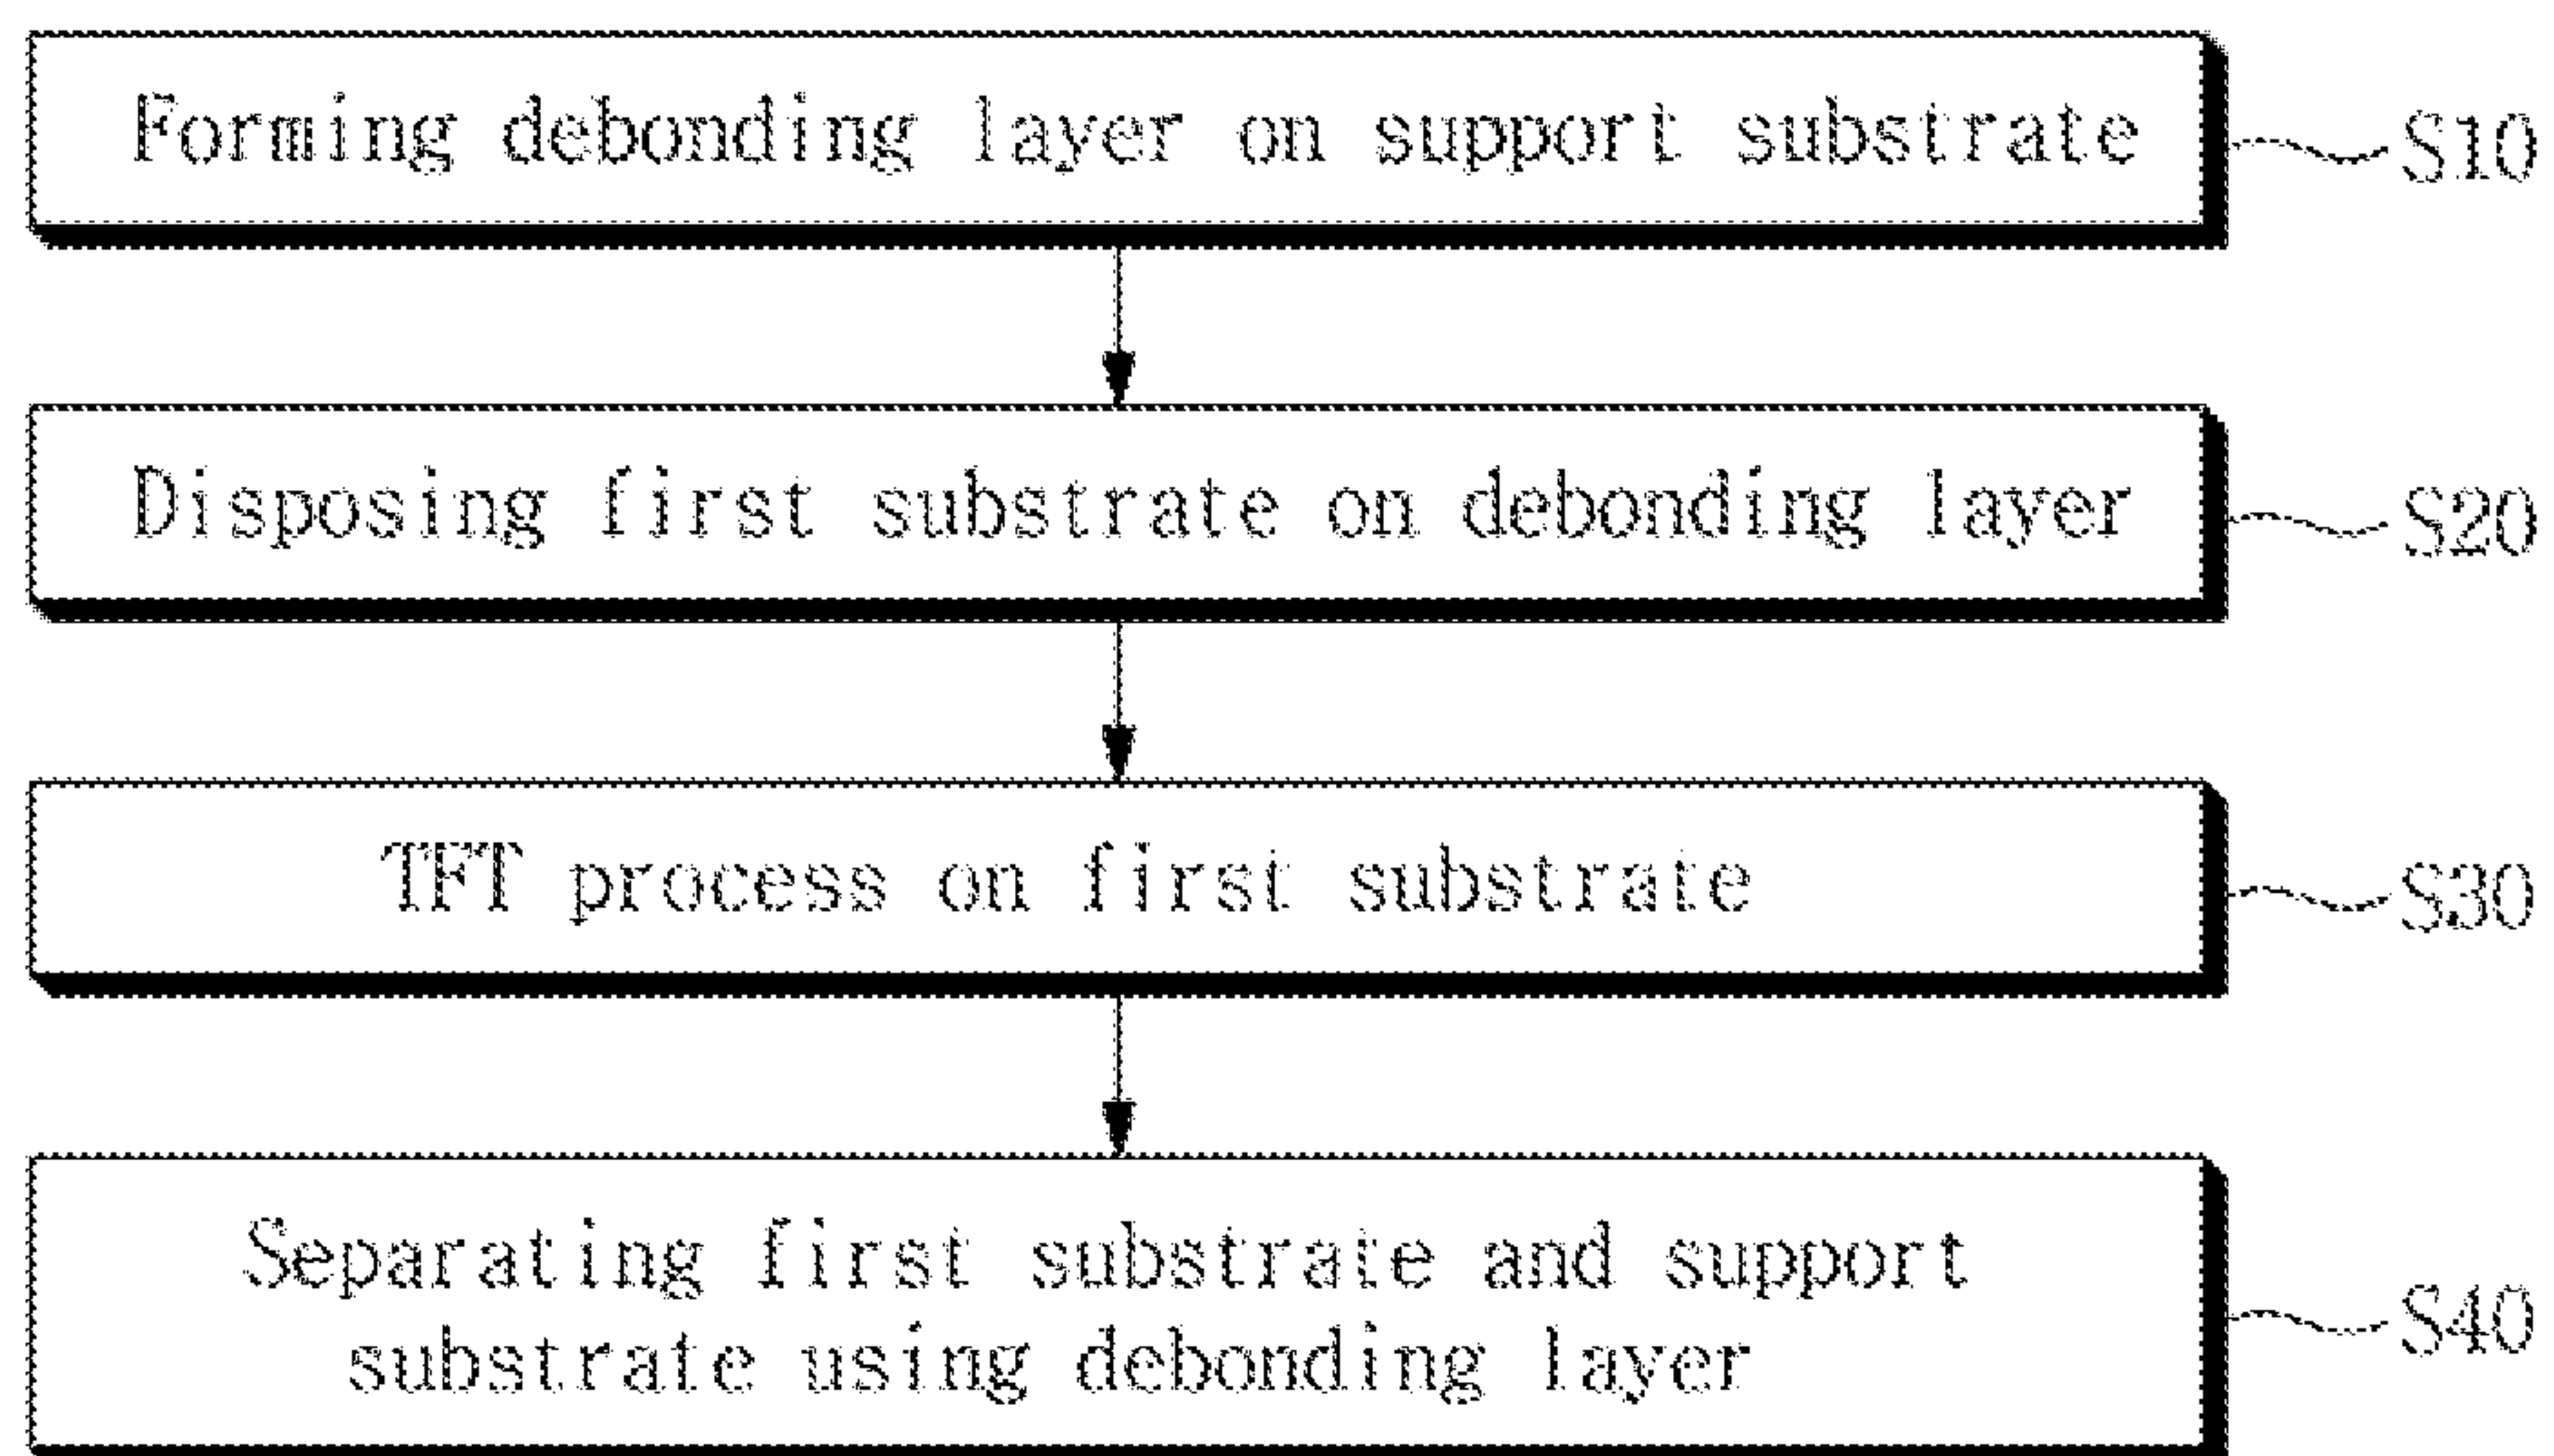 Forming debonding layer on support substrate
S10
Disposing first substrate on debonding layer
S20
TFT process on first substrate
S30
Separating first substrate and support
substrate using debonding layer
S40